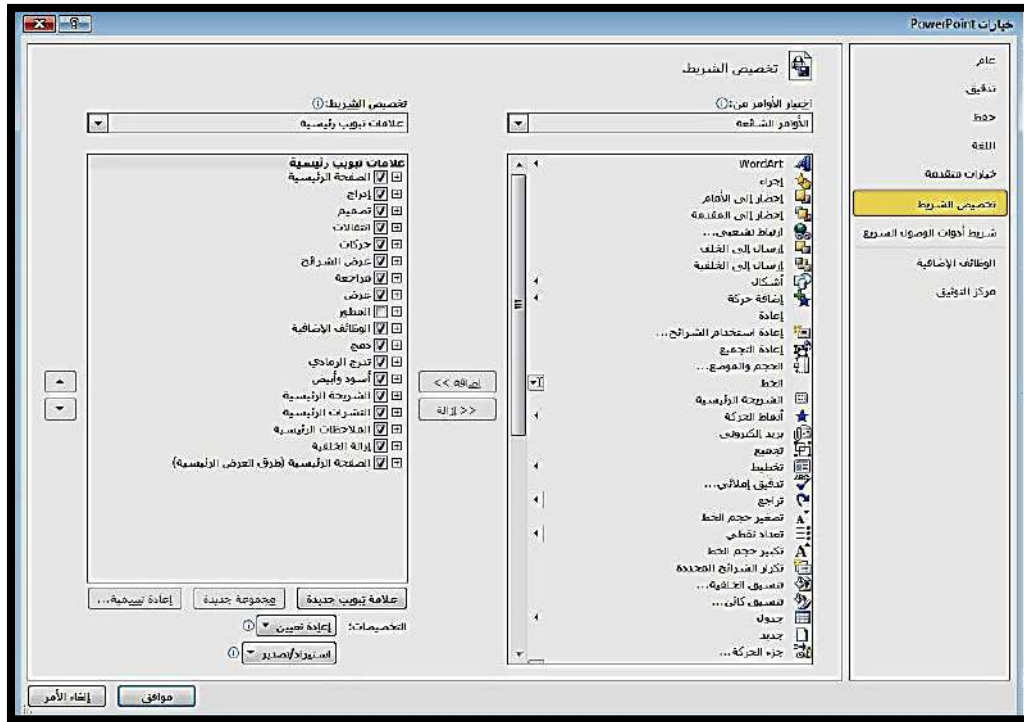 خيارات PowerPoint
عام
تدقيق
حفظ
اللغة
خيارات متقدمة
تخصيص الشريط
شريط أدوات الوصول السريع
الوظائف الإضافية
مركز التوثيق
تخصيص الشريط
اختيار الأوامر من:
الأوامر الشائعة
WordArt
إجراء
إحضار إلى الأمام
إحضار إلى المقدمة
ارتباط تشعبي...
إرسال إلى الخلف
إرسال إلى الخلفية
أشكال
إضافة حركة
إعادة
إعادة استخدام الشرائح...
إعادة التجميع
الحجم والموضع...
الخط
الشريحة الرئيسية
أنماط الحركة
بريد إلكتروني
تجميع
تخطيط
تدقيق إملائي...
تراجع
تصغير حجم الخط
تعداد نقطي
تكبير حجم الخط
تكرار الشرائح المحددة
تنسيق الخلفية...
تنسيق كائن...
جدول
جديد
جزء الحركة...
إضافة >>
<< إزالة
تخصيص الشريط:
علامات تبويب رئيسية
علامات تبويب رئيسية
الصفحة الرئيسية
إدراج
تصميم
انتقالات
حركات
عرض الشرائح
مراجعة
عرض
المطور
الوظائف الإضافية
دمج
تدرج الرمادي
أسود وأبيض
الشريحة الرئيسية
النشرات الرئيسية
الملاحظات الرئيسية
إزالة الخلفية
الصفحة الرئيسية (طرق العرض الرئيسية)
علامة تبويب جديدة
مجموعة جديدة
إعادة تسمية...
التخصيصات:
إعادة تعيين
استيراد/تصدير
موافق
إلغاء الأمر